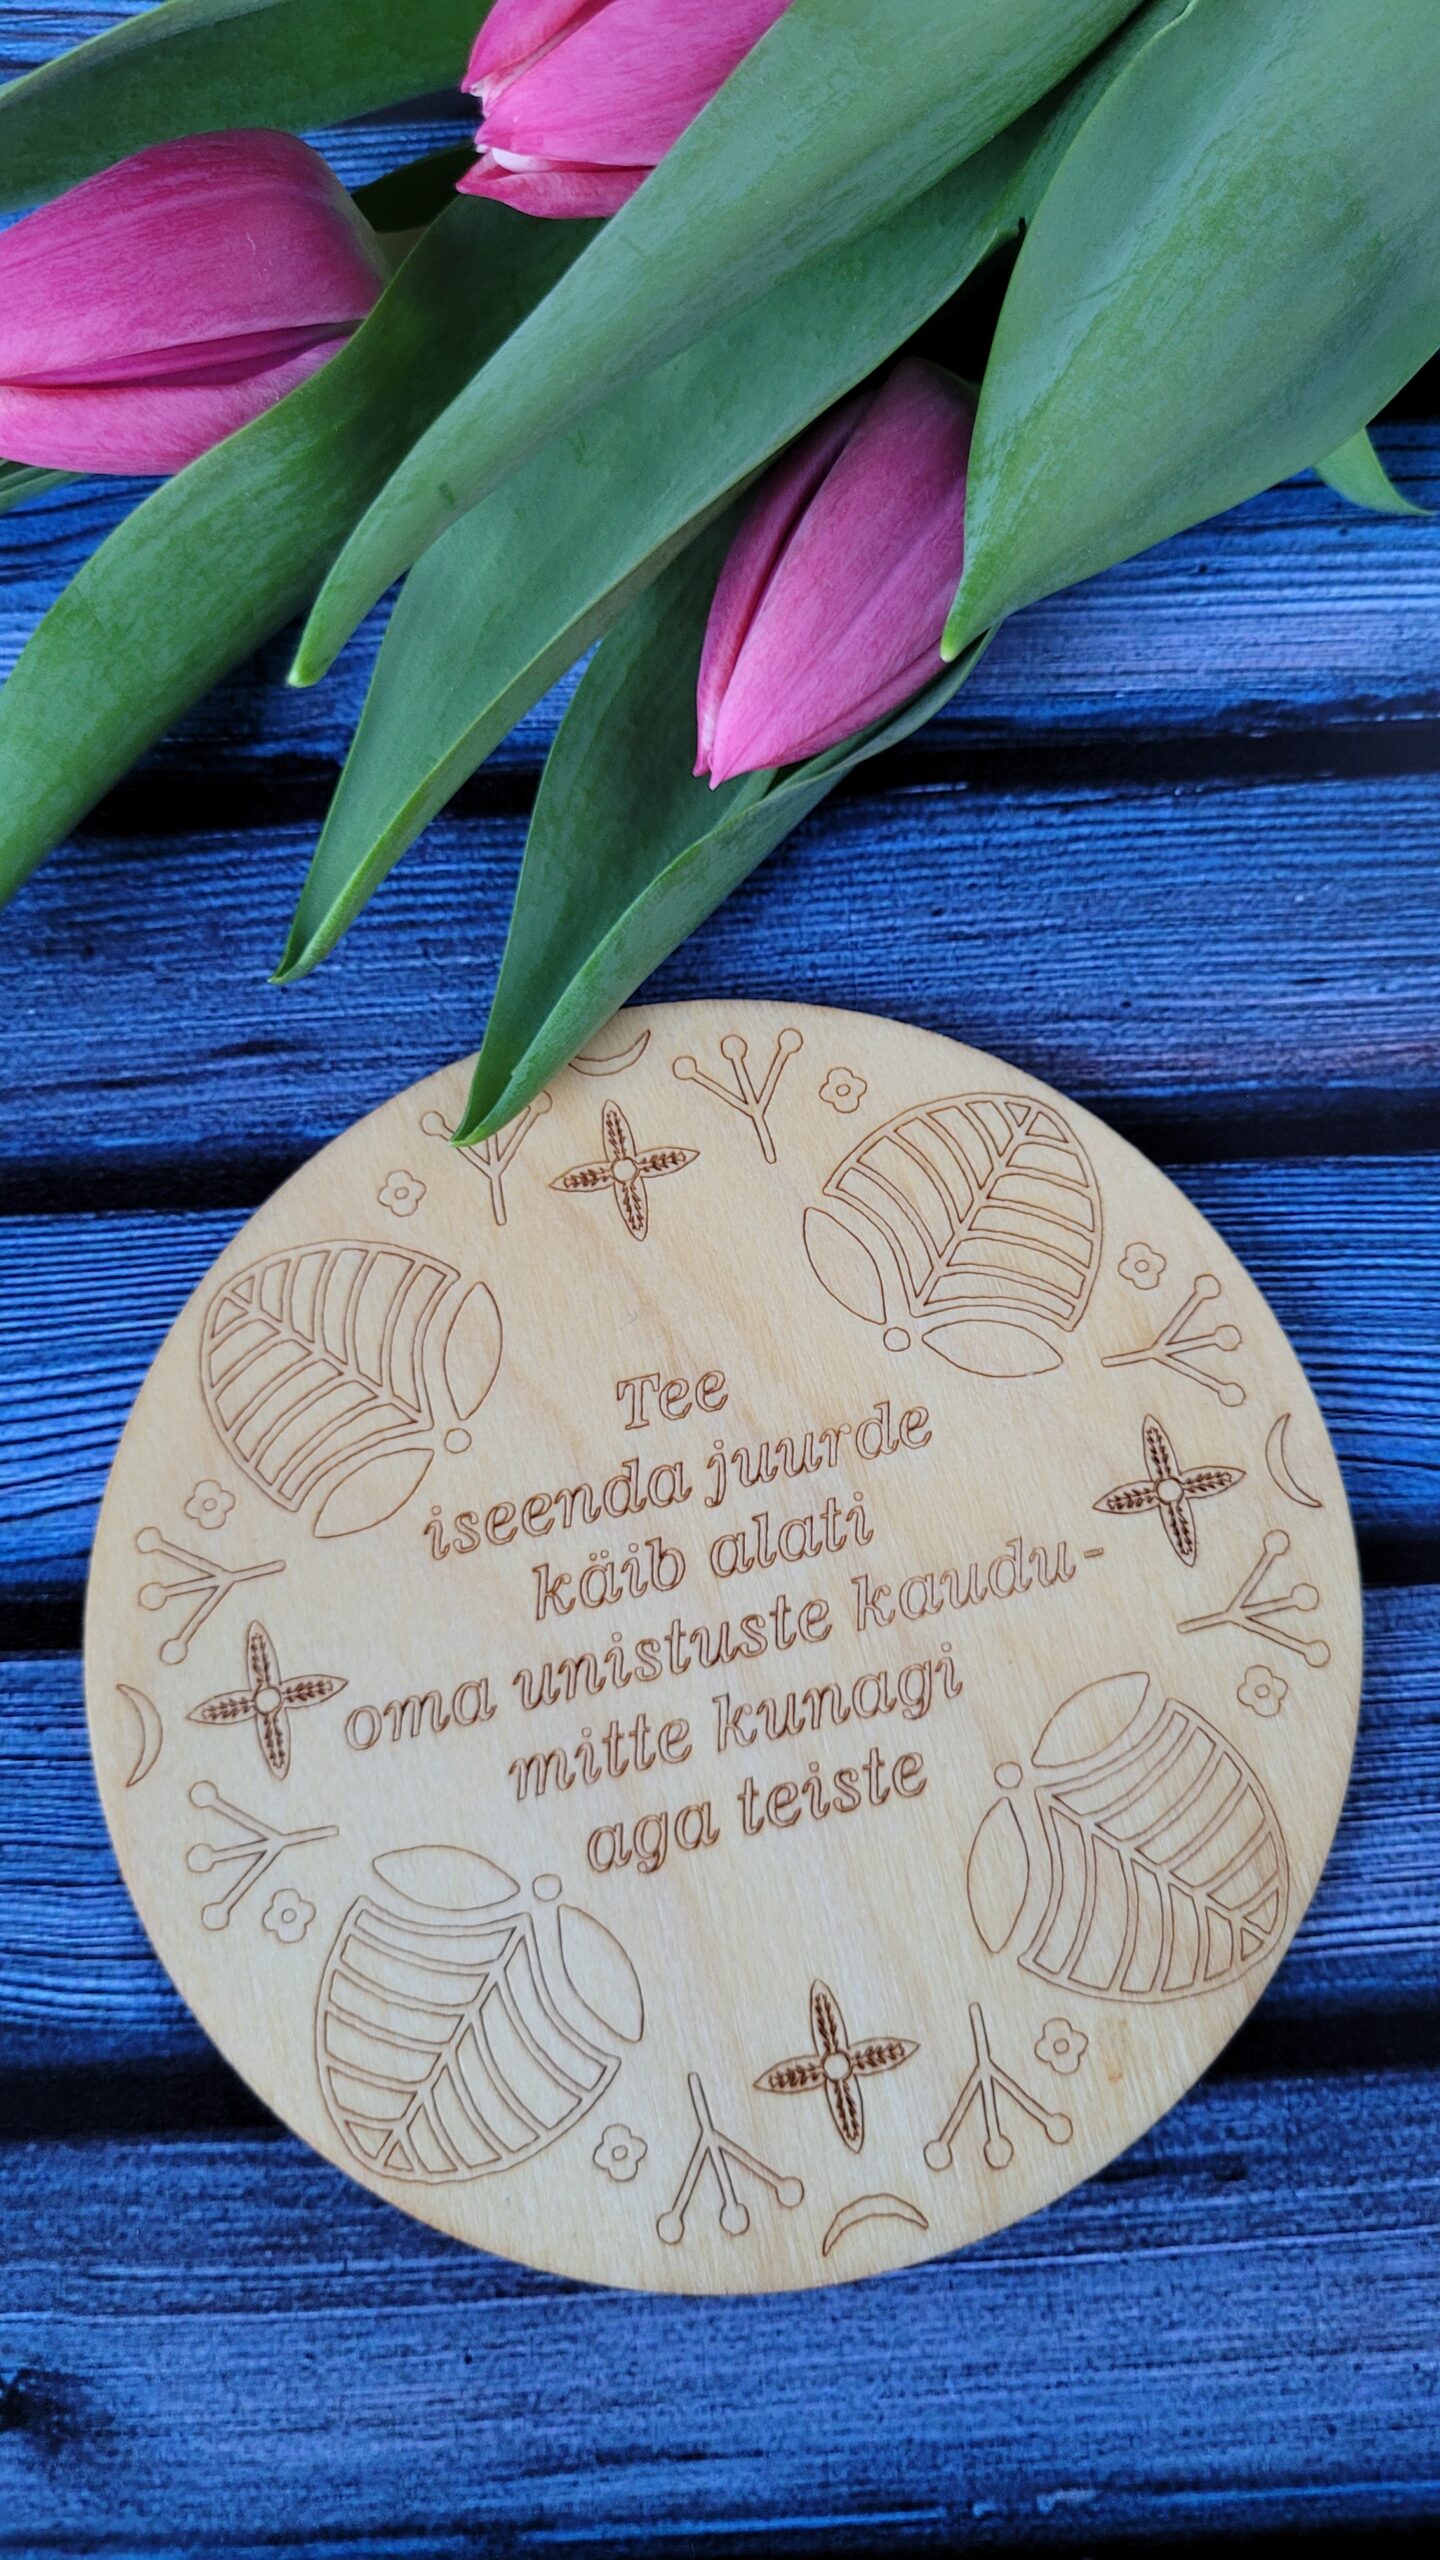 Tee
iseenda juurde
käib alati
oma unistuste kaudu-
mitte kunagi
aga teiste